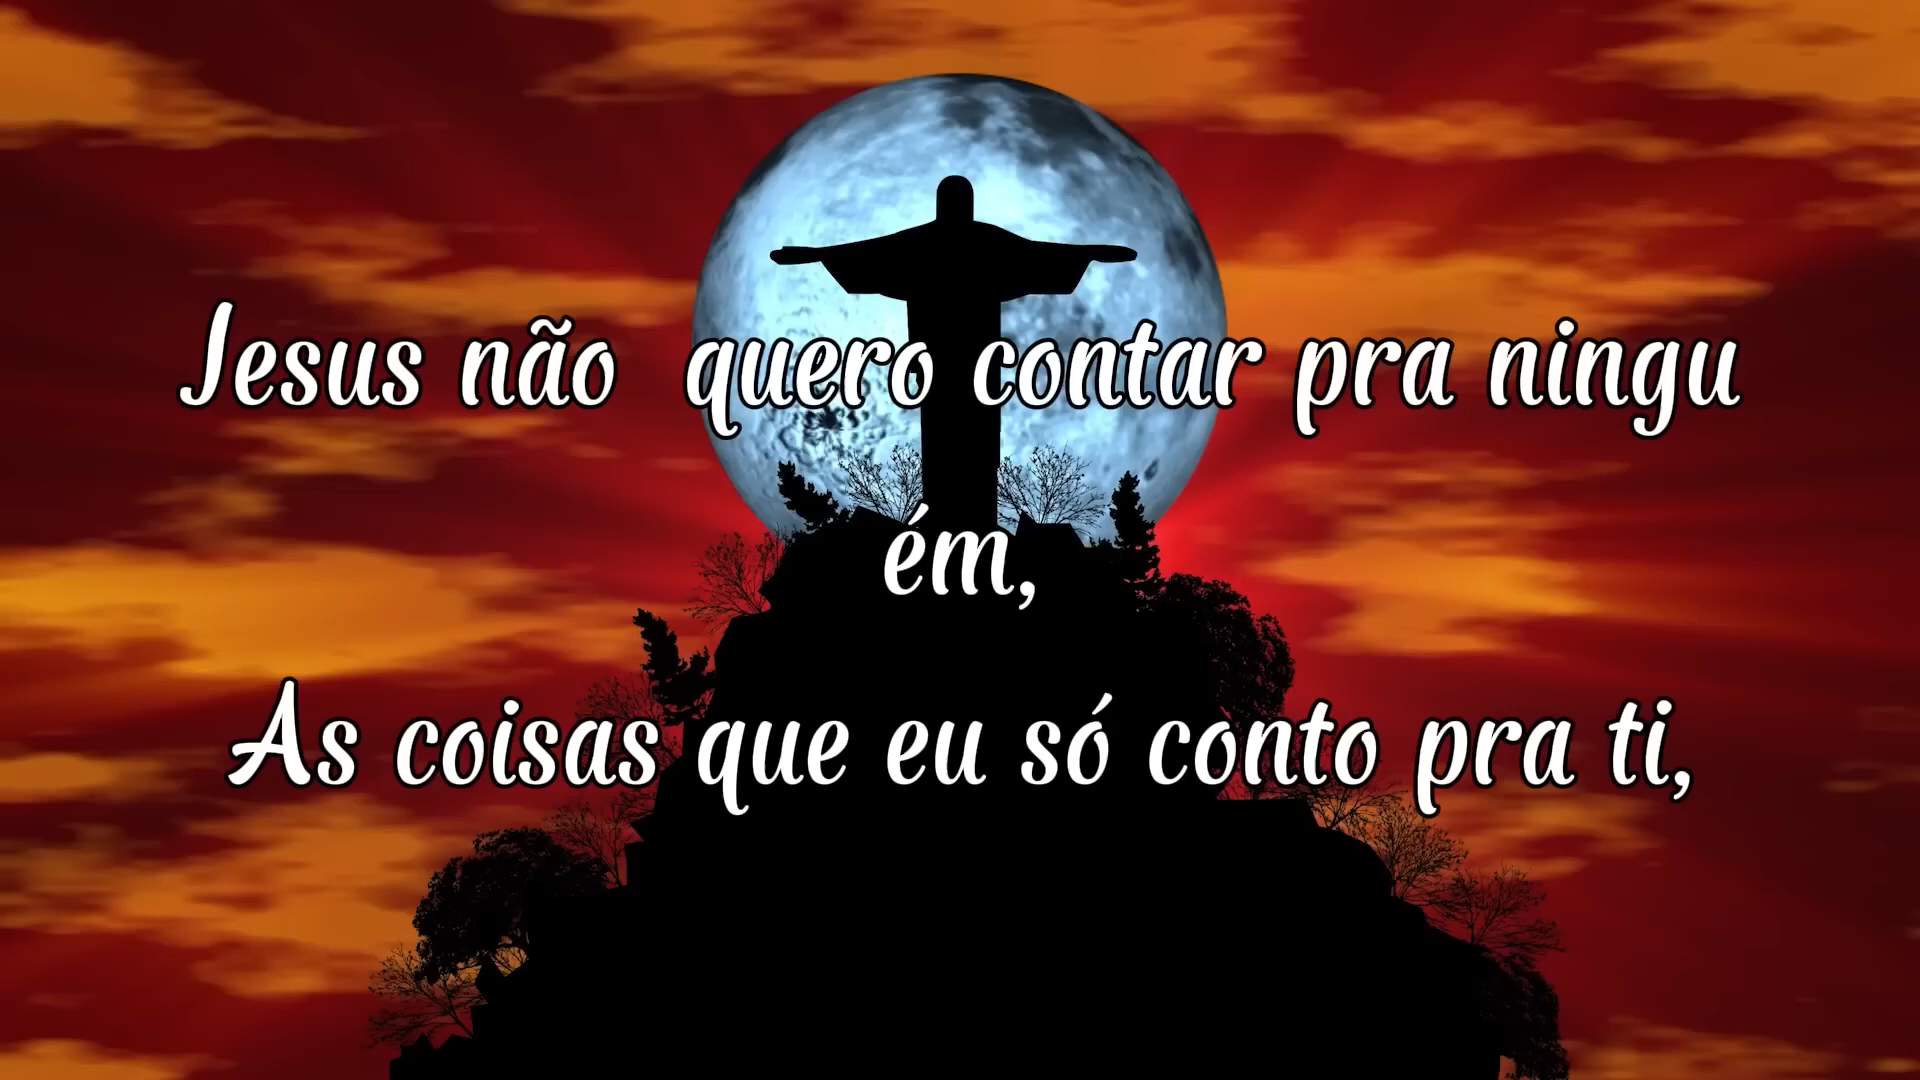 Jesus não  quero contar pra ningu
ém,
As coisas que eu só conto pra ti,